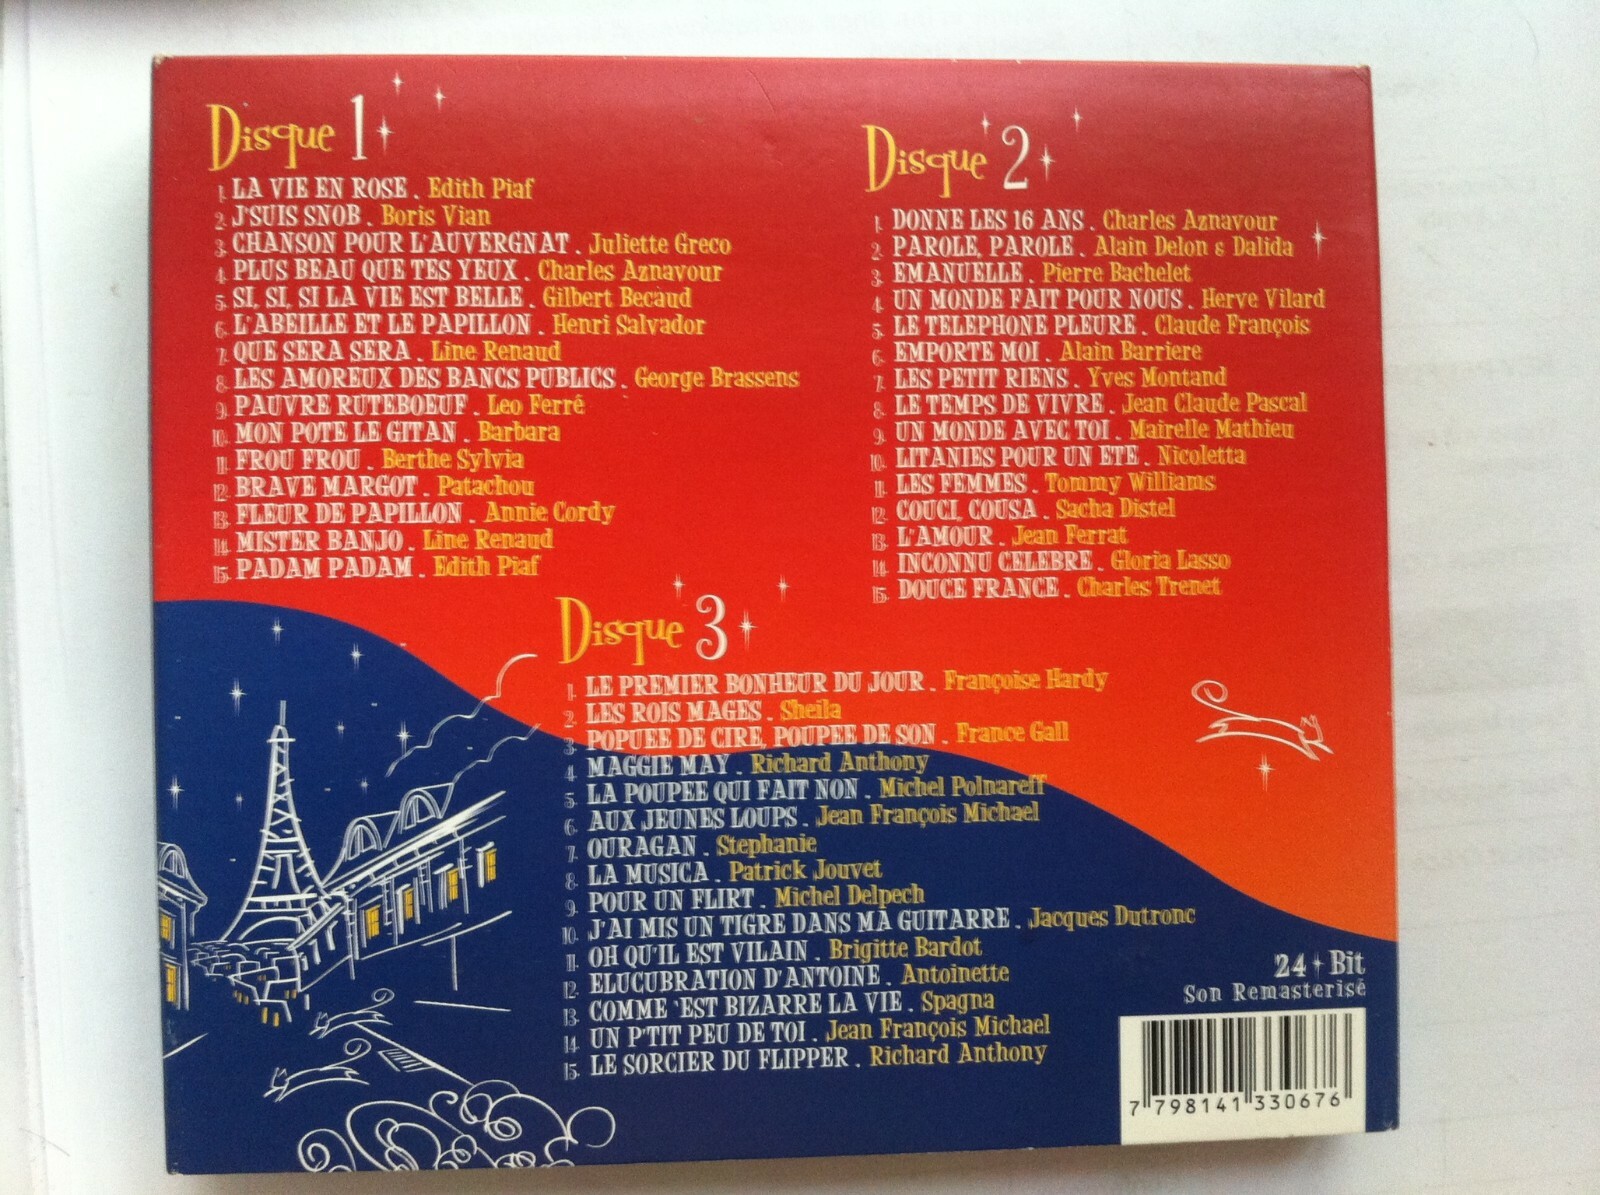 Disque 1
1. LA VIE EN ROSE . Edith Piaf
2. J'SUIS SNOB . Boris Vian
3. CHANSON POUR L'AUVERGNAT . Juliette Greco
4. PLUS BEAU QUE TES YEUX . Charles Aznavour
5. SI, SI, SI LA VIE EST BELLE . Gilbert Becaud
6. L'ABEILLE ET LE PAPILLON . Henri Salvador
7. QUE SERA SERA . Line Renaud
8. LES AMOREUX DES BANCS PUBLICS . George Brassens
9. PAUVRE RUTEBOEUF . Leo Ferré
10. MON POTE LE GITAN . Barbara
11. FROU FROU . Berthe Sylvia
12. BRAVE MARGOT . Patachou
13. FLEUR DE PAPILLON . Annie Cordy
14. MISTER BANJO . Line Renaud
15. PADAM PADAM . Edith Piaf
Disque 2
1. DONNE LES 16 ANS . Charles Aznavour
2. PAROLE, PAROLE . Alain Delon & Dalida
3. EMANUELLE . Pierre Bachelet
4. UN MONDE FAIT POUR NOUS . Herve Vilard
5. LE TELEPHONE PLEURE . Claude François
6. EMPORTE MOI . Alain Barriere
7. LES PETIT RIENS . Yves Montand
8. LE TEMPS DE VIVRE . Jean Claude Pascal
9. UN MONDE AVEC TOI . Mairelle Mathieu
10. LITANIES POUR UN ETE . Nicoletta
11. LES FEMMES . Tommy Williams
12. COUCI, COUSA . Sacha Distel
13. L'AMOUR . Jean Ferrat
14. INCONNU CELEBRE . Gloria Lasso
15. DOUCE FRANCE . Charles Trenet
Disque 3
1. LE PREMIER BONHEUR DU JOUR . Françoise Hardy
2. LES ROIS MAGES . Sheila
3. POPUEE DE CIRE, POUPEE DE SON . France Gall
4. MAGGIE MAY . Richard Anthony
5. LA POUPEE QUI FAIT NON . Michel Polnareff
6. AUX JEUNES LOUPS . Jean François Michael
7. OURAGAN . Stephanie
8. LA MUSICA . Patrick Jouvet
9. POUR UN FLIRT . Michel Delpech
10. J'AI MIS UN TIGRE DANS MA GUITARRE . Jacques Dutronc
11. OH QU'IL EST VILAIN . Brigitte Bardot
12. ELUCUBRATION D'ANTOINE . Antoinette
13. COMME 'EST BIZARRE LA VIE . Spagna
14. UN P'TIT PEU DE TOI . Jean François Michael
15. LE SORCIER DU FLIPPER . Richard Anthony
24 Bit
Son Remasterisé
7 798141 330676